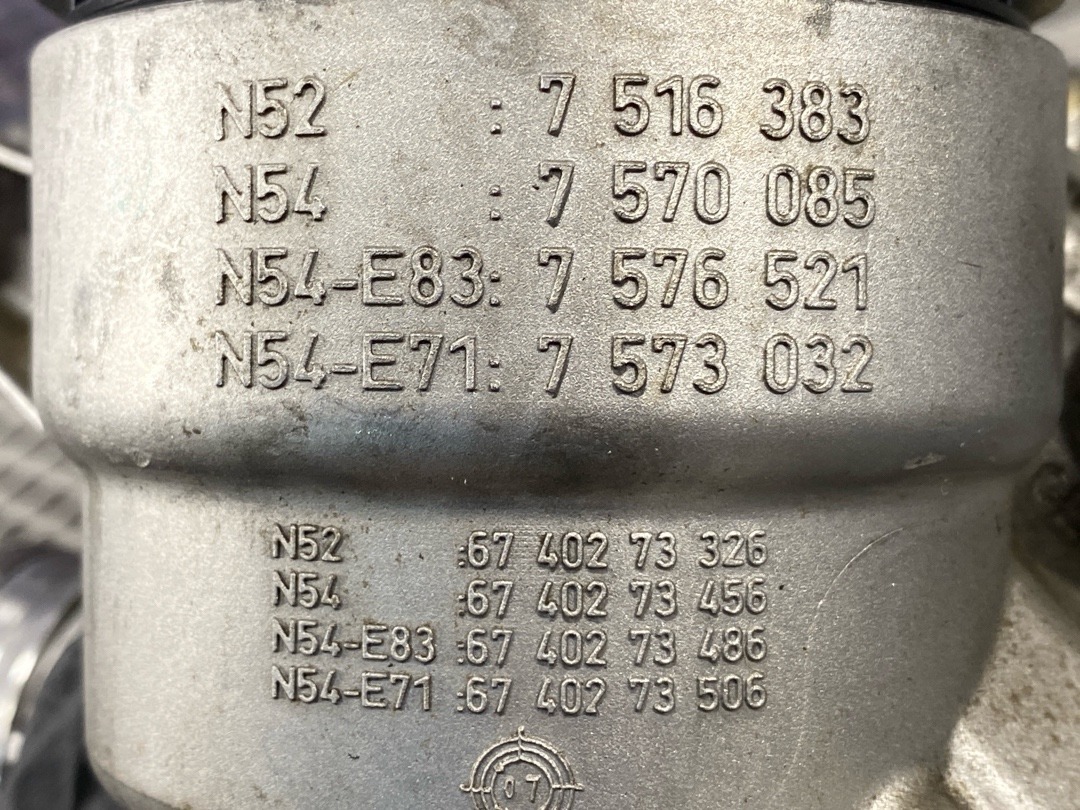 N52 : 7 516 383
N54 : 7 570 085
N54-E83: 7 576 521
N54-E71: 7 573 032
N52 :67 402 73 326
N54 :67 402 73 456
N54-E83 :67 402 73 486
N54-E71 :67 402 73 506
07